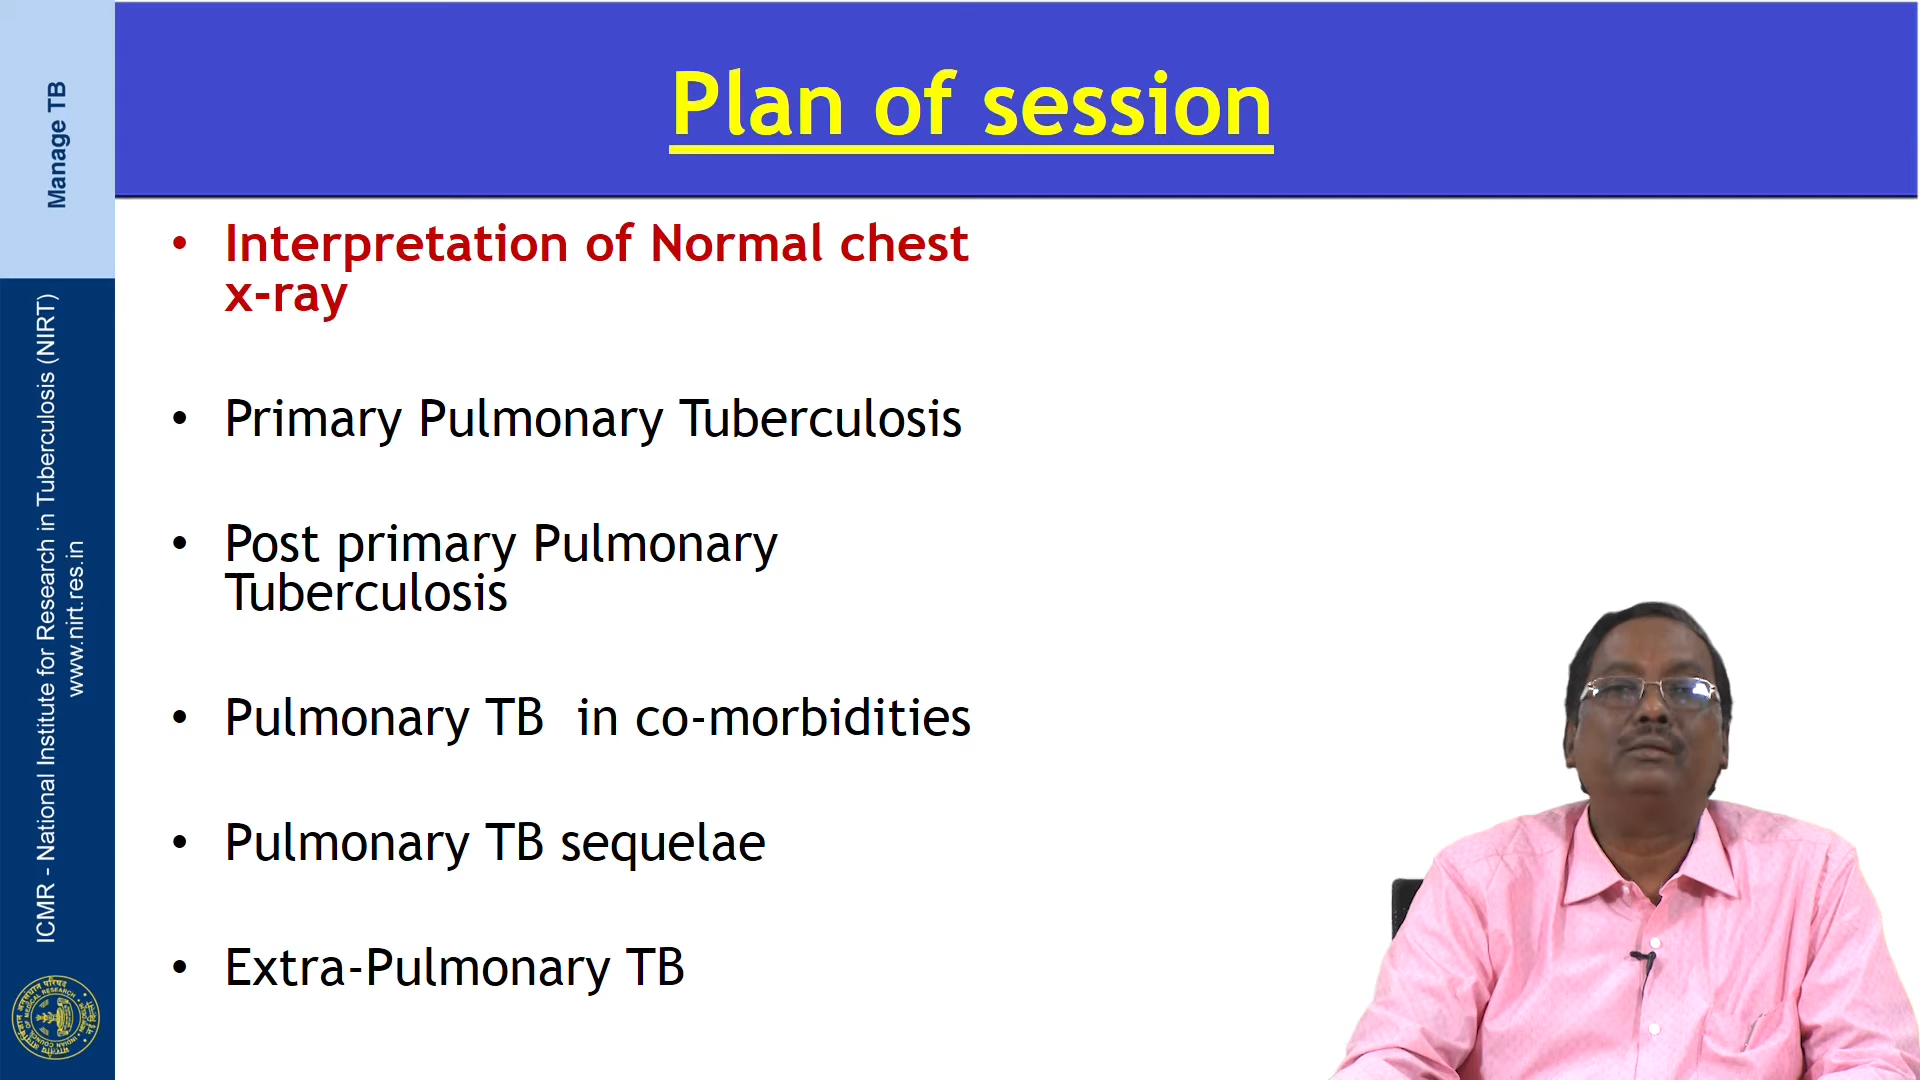 Plan of session
• Interpretation of Normal chest
x-ray
• Primary Pulmonary Tuberculosis
• Post primary Pulmonary
Tuberculosis
• Pulmonary TB in co-morbidities
• Pulmonary TB sequelae
• Extra-Pulmonary TB
Manage TB
ICMR - National Institute for Research in Tuberculosis (NIRT)
www.nirt.res.in